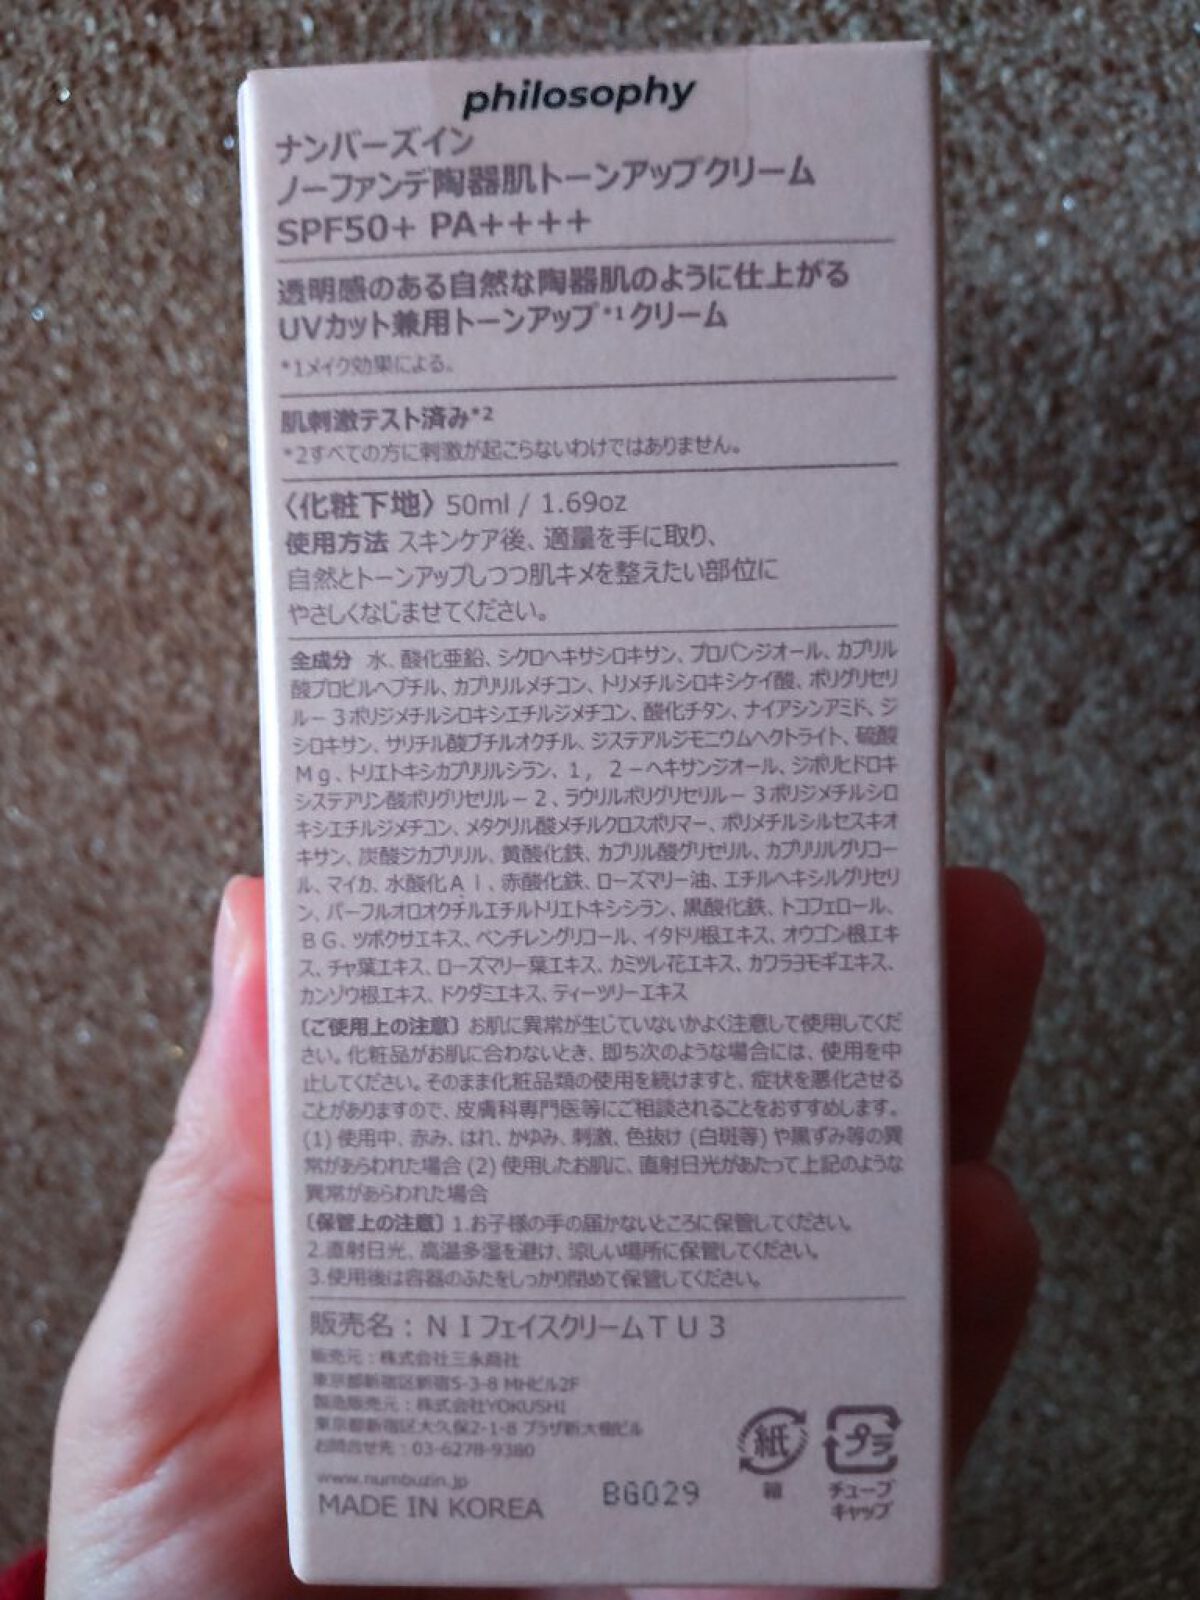 philosophy
ナンバーズイン
ノーファンデ陶器肌トーンアップクリーム
SPF50+ PA++++
透明感のある自然な陶器肌のように仕上がる
UVカット兼用トーンアップ*1クリーム
*1メイク効果による。
肌刺激テスト済み*2
*2すべての方に刺激が起こらないわけではありません。
〈化粧下地〉50ml / 1.69oz
使用方法 スキンケア後、適量を手に取り、
自然とトーンアップしつつ肌キメを整えたい部位に
やさしくなじませてください。
全成分 水、酸化亜鉛、シクロヘキサシロキサン、プロパンジオール、カプリル
酸プロピルヘプチル、カプリリルメチコン、トリメチルシロキシケイ酸、ポリグリセリ
ル－３ポリジメチルシロキシエチルジメチコン、酸化チタン、ナイアシンアミド、ジ
シロキサン、サリチル酸ブチルオクチル、ジステアルジモニウムヘクトライト、硫酸
Ｍｇ、トリエトキシカプリリルシラン、１，２－ヘキサンジオール、ジポリヒドロキ
システアリン酸ポリグリセリル－２、ラウリルポリグリセリル－３ポリジメチルシロ
キシエチルジメチコン、メタクリル酸メチルクロスポリマー、ポリメチルシルセスキオ
キサン、炭酸ジカプリリル、黄酸化鉄、カプリル酸グリセリル、カプリリルグリコー
ル、マイカ、水酸化Ａｌ、赤酸化鉄、ローズマリー油、エチルヘキシルグリセリ
ン、パーフルオロオクチルエチルトリエトキシシラン、黒酸化鉄、トコフェロール、
ＢＧ、ツボクサエキス、ペンチレングリコール、イタドリ根エキス、オウゴン根エキ
ス、チャ葉エキス、ローズマリー葉エキス、カミツレ花エキス、カワラヨモギエキス、
カンゾウ根エキス、ドクダミエキス、ティーツリーエキス
〔ご使用上の注意〕お肌に異常が生じていないかよく注意して使用してくだ
さい。化粧品がお肌に合わないとき、即ち次のような場合には、使用を中
止してください。そのまま化粧品類の使用を続けますと、症状を悪化させる
ことがありますので、皮膚科専門医等にご相談されることをおすすめします。
(1) 使用中、赤み、はれ、かゆみ、刺激、色抜け (白斑等) や黒ずみ等の異
常があらわれた場合 (2) 使用したお肌に、直射日光があたって上記のような
異常があらわれた場合
〔保管上の注意〕1.お子様の手の届かないところに保管してください。
2.直射日光、高温多湿を避け、涼しい場所に保管してください。
3.使用後は容器のふたをしっかり閉めて保管してください。
販売名：ＮＩフェイスクリームＴＵ３
販売元：株式会社三永商社
東京都新宿区新宿5-3-8 MHビル2F
製造販売元：株式会社YOKUSHI
東京都新宿区大久保2-1-8 プラザ新大樹ビル
お問合せ先：03-6278-9380
www.numbuzin.jp
MADE IN KOREA
BG029
紙
箱
プラ
チューブ
キャップ